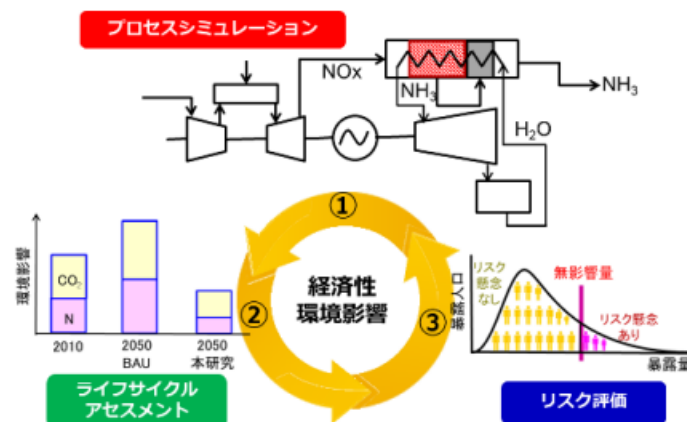 プロセスシミュレーション
NOx
NH3
NH3
H2O
①
環境影響
CO2
N
2010
2050
BAU
2050
本研究
②
経済性
環境影響
③
暴露人口
リスク
懸念
なし
無影響量
リスク懸念
あり
暴露量
ライフサイクル
アセスメント
リスク評価